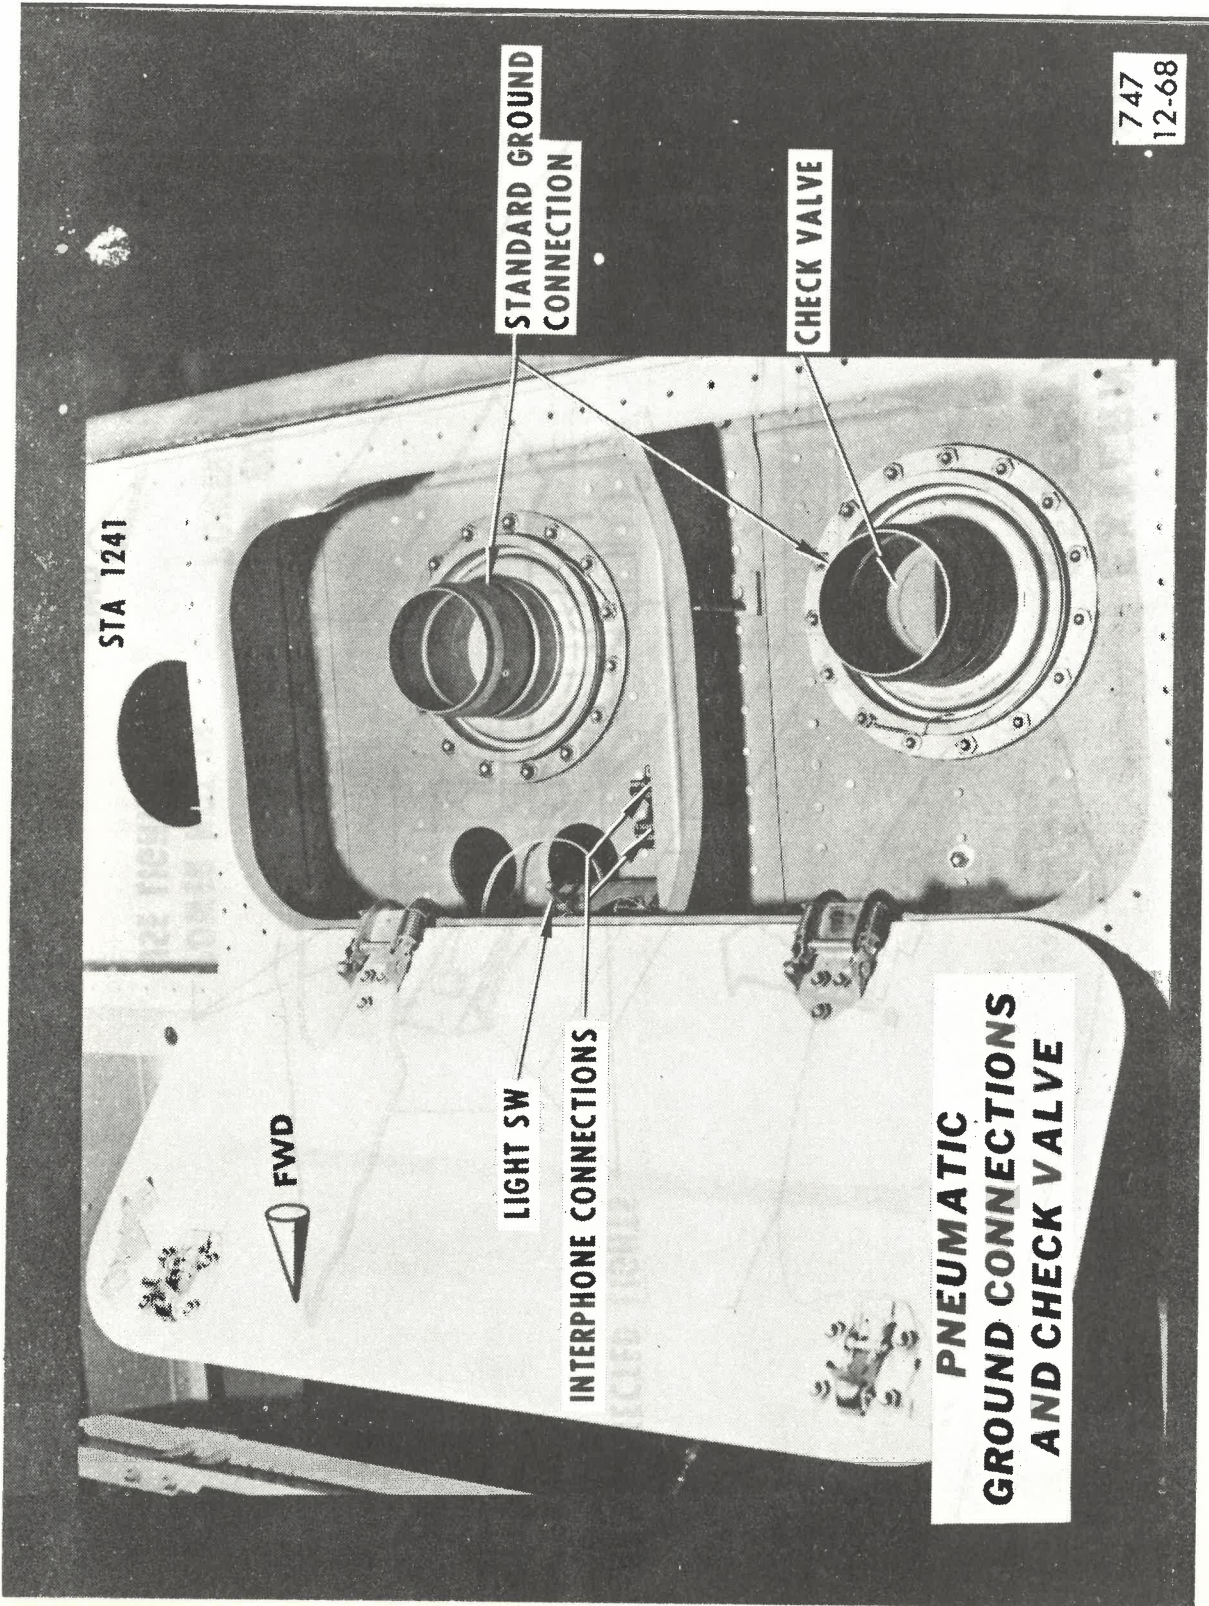 STA 1241
STANDARD GROUND
CONNECTION
CHECK VALVE
FWD
LIGHT SW
INTERPHONE CONNECTIONS
PNEUMATIC
GROUND CONNECTIONS
AND CHECK VALVE
747
12-68